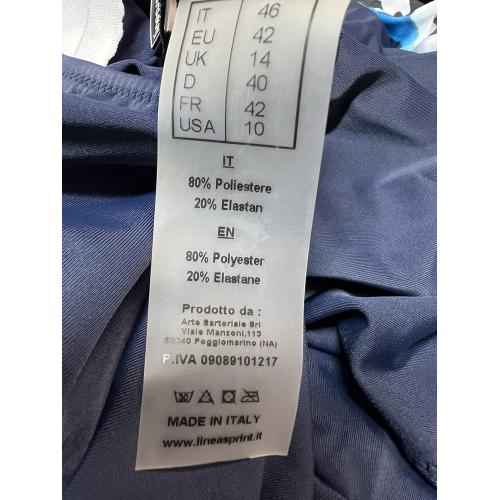 IT 46
EU 42
UK 14
D 40
FR 42
USA 10
IT
80% Poliestere
20% Elastan
EN
80% Polyester
20% Elastane
Prodotto da :
Arte Sartoriale Srl
Viale Manzoni,113
80040 Poggiomarino (NA)
P.IVA 09089101217
MADE IN ITALY
www.lineasprint.it